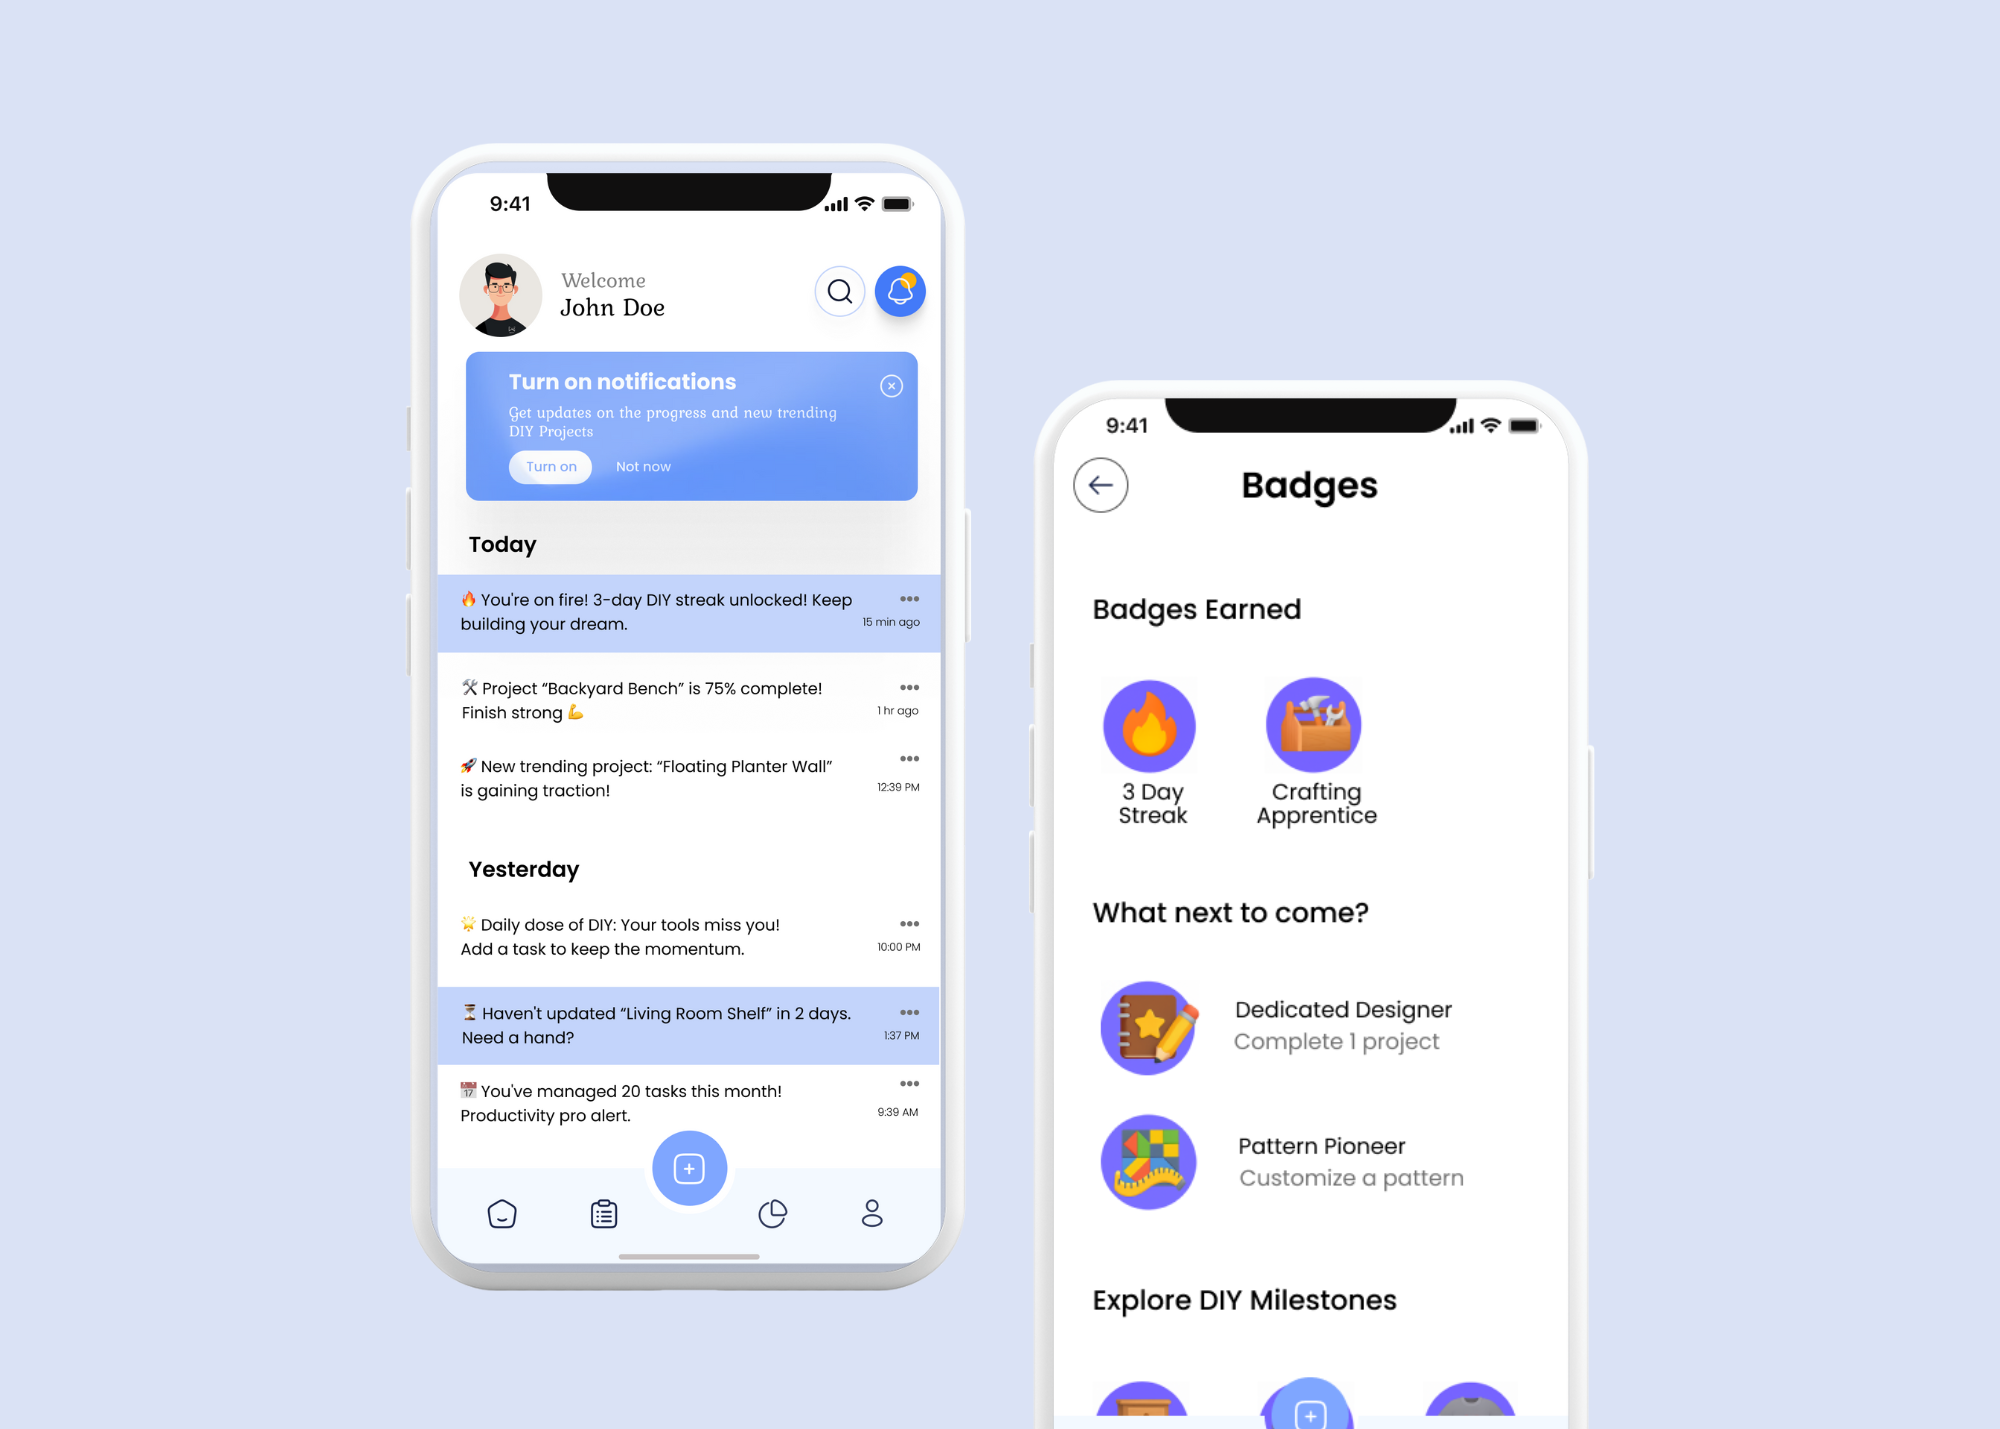 9:41
Welcome
John Doe
Turn on notifications
Get updates on the progress and new trending
DIY Projects
Turn on
Not now
Today
🔥 You're on fire! 3-day DIY streak unlocked! Keep
building your dream.
15 min ago
🛠️ Project “Backyard Bench” is 75% complete!
Finish strong 💪
1 hr ago
🚀 New trending project: “Floating Planter Wall”
is gaining traction!
12:39 PM
Yesterday
🌟 Daily dose of DIY: Your tools miss you!
Add a task to keep the momentum.
10:00 PM
⏳ Haven't updated “Living Room Shelf” in 2 days.
Need a hand?
1:37 PM
📅 You've managed 20 tasks this month!
Productivity pro alert.
9:39 AM
9:41
Badges
Badges Earned
3 Day
Streak
Crafting
Apprentice
What next to come?
Dedicated Designer
Complete 1 project
Pattern Pioneer
Customize a pattern
Explore DIY Milestones